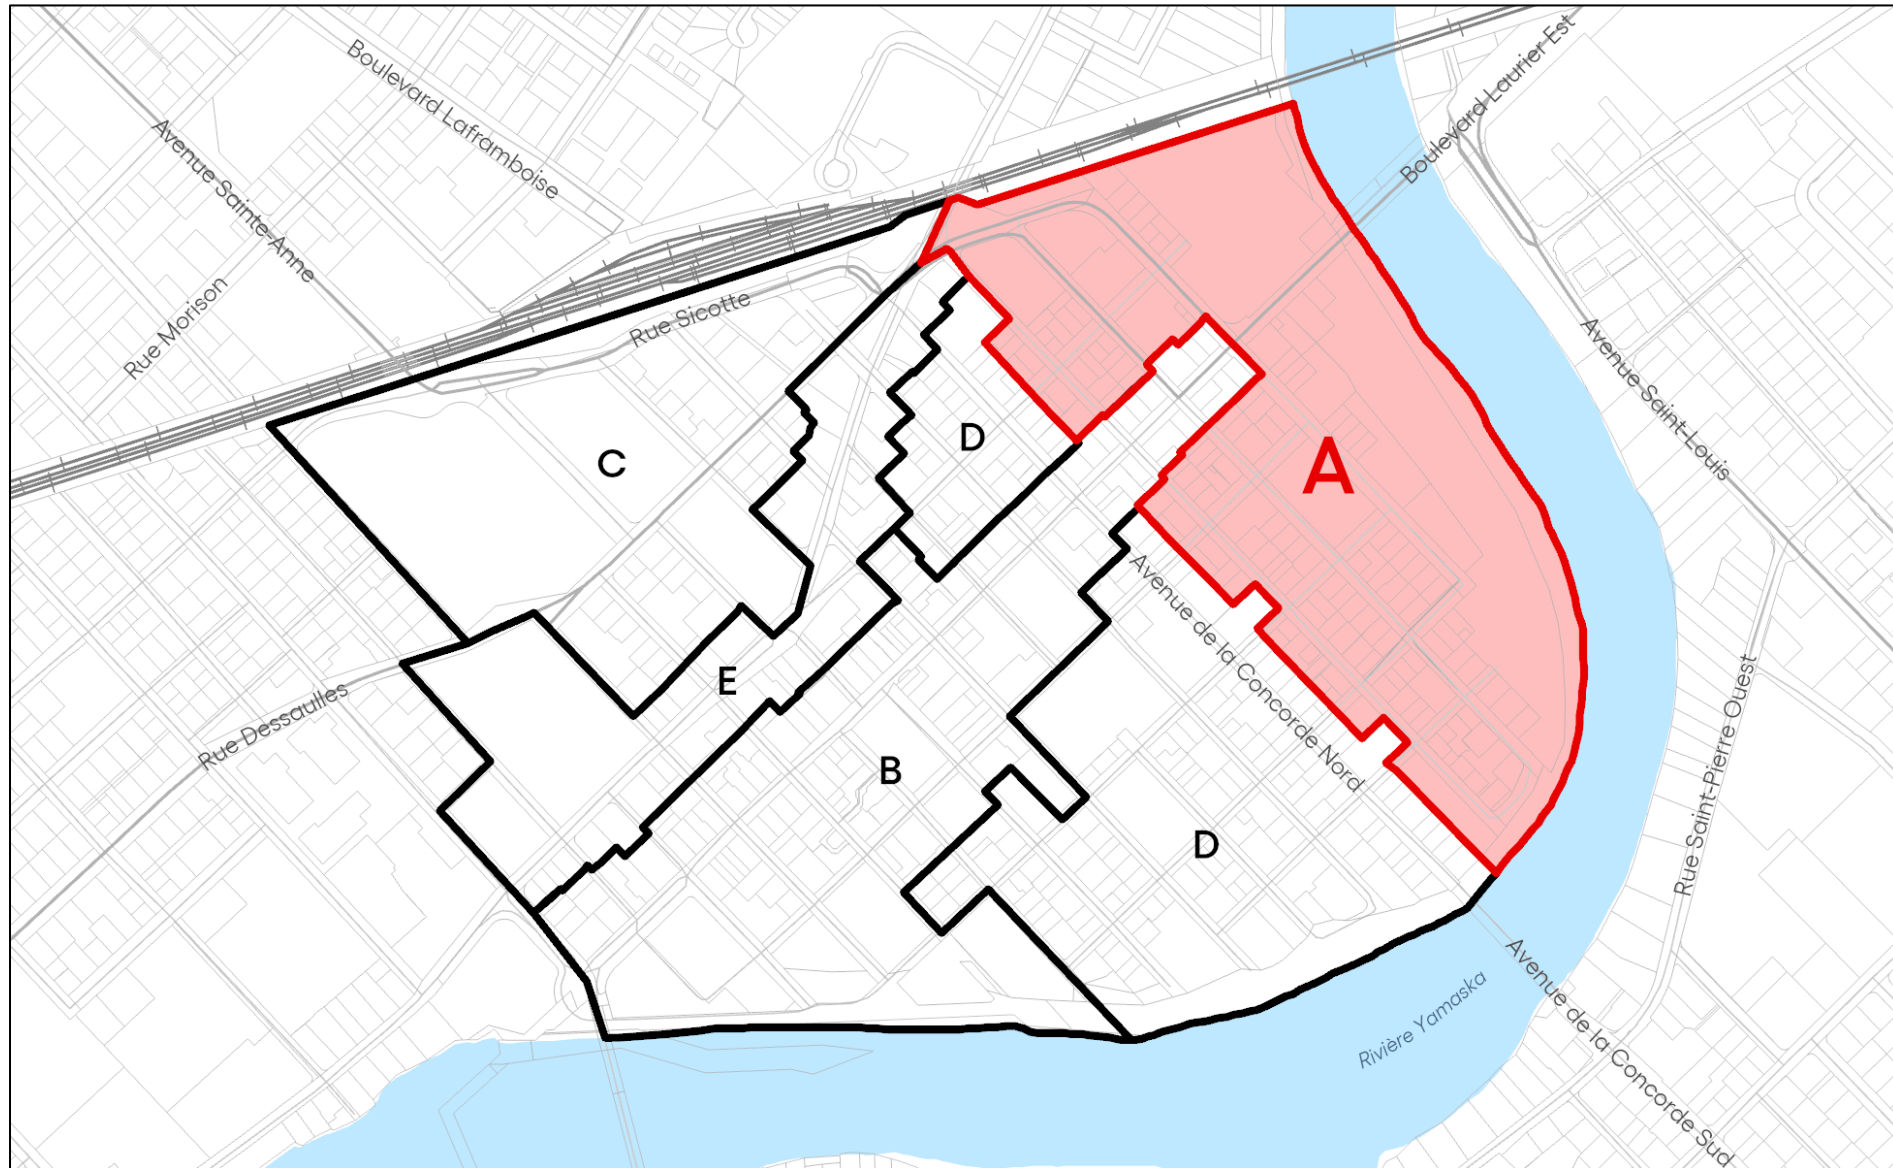 Boulevard Laframboise
Boulevard Laurier Est
Avenue Sainte-Anne
Rue Morison
Rue Sicotte
Avenue Saint-Louis
C
D
A
Avenue de la Concorde Nord
E
Rue Dessaulles
B
D
Rue Saint-Pierre Ouest
Rivière Yamaska
Avenue de la Concorde Sud